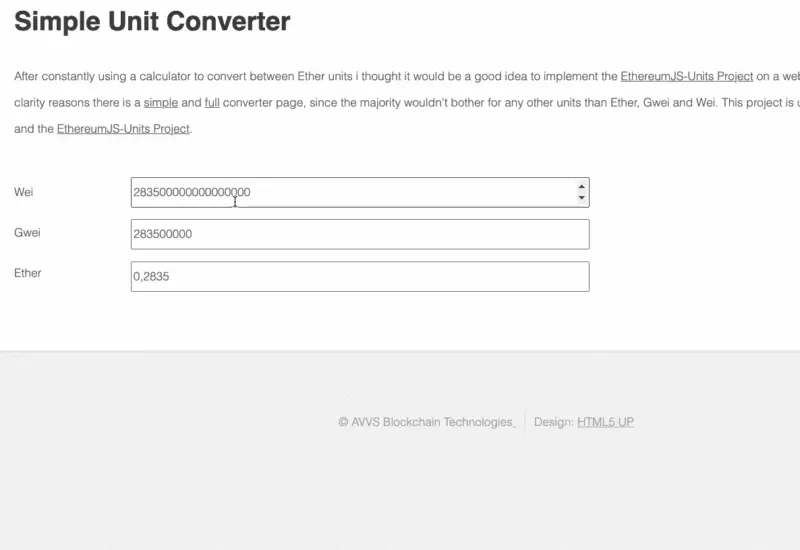 Simple Unit Converter
After constantly using a calculator to convert between Ether units i thought it would be a good idea to implement the EthereumJS-Units Project on a
clarity reasons there is a simple and full converter page, since the majority wouldn't bother for any other units than Ether, Gwei and Wei. This project is
and the EthereumJS-Units Project.
Wei 283500000000000000
Gwei 283500000
Ether 0,2835
© AVVS Blockchain Technologies. Design: HTML5 UP